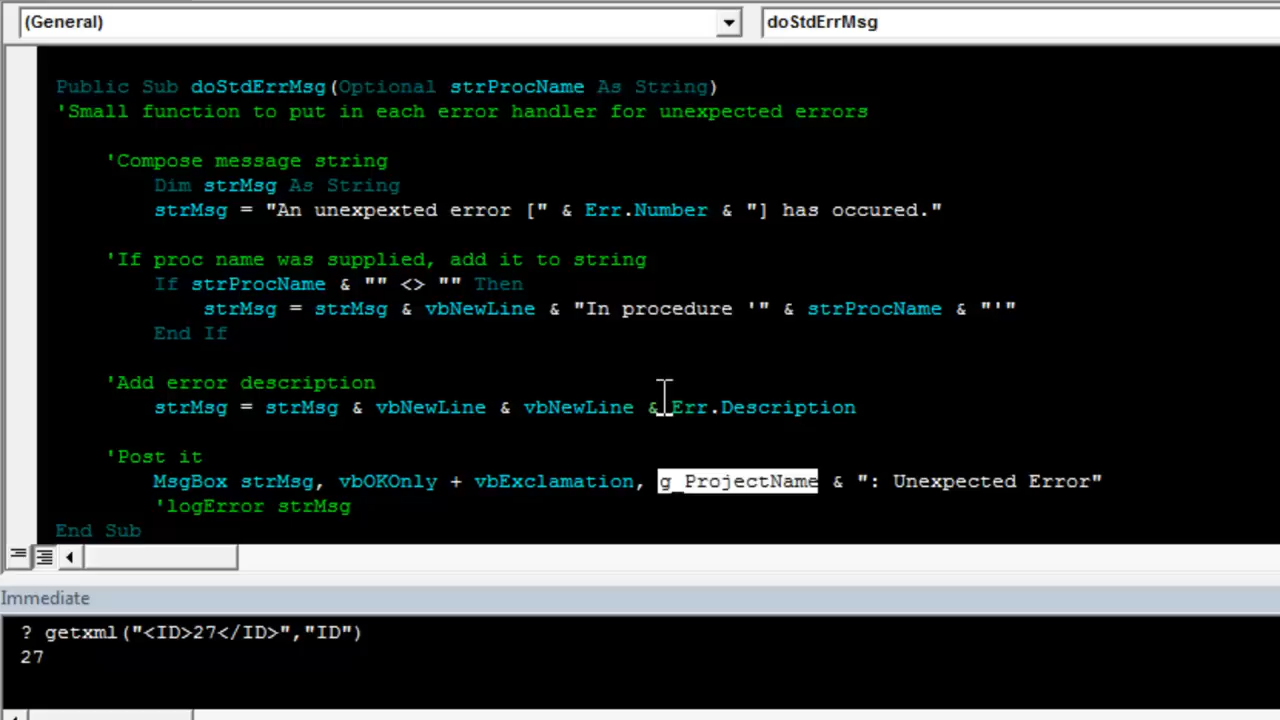 (General)
doStdErrMsg
Public Sub doStdErrMsg(Optional strProcName As String)
'Small function to put in each error handler for unexpected errors
'Compose message string
Dim strMsg As String
strMsg = "An unexpexted error [" & Err.Number & "] has occured."
'If proc name was supplied, add it to string
If strProcName & "" <> "" Then
strMsg = strMsg & vbNewLine & "In procedure '" & strProcName & "'"
End If
'Add error description
strMsg = strMsg & vbNewLine & vbNewLine & Err.Description
'Post it
MsgBox strMsg, vbOKOnly + vbExclamation, g_ProjectName & ": Unexpected Error"
'logError strMsg
End Sub
Immediate
? getxml("<ID>27</ID>","ID")
27